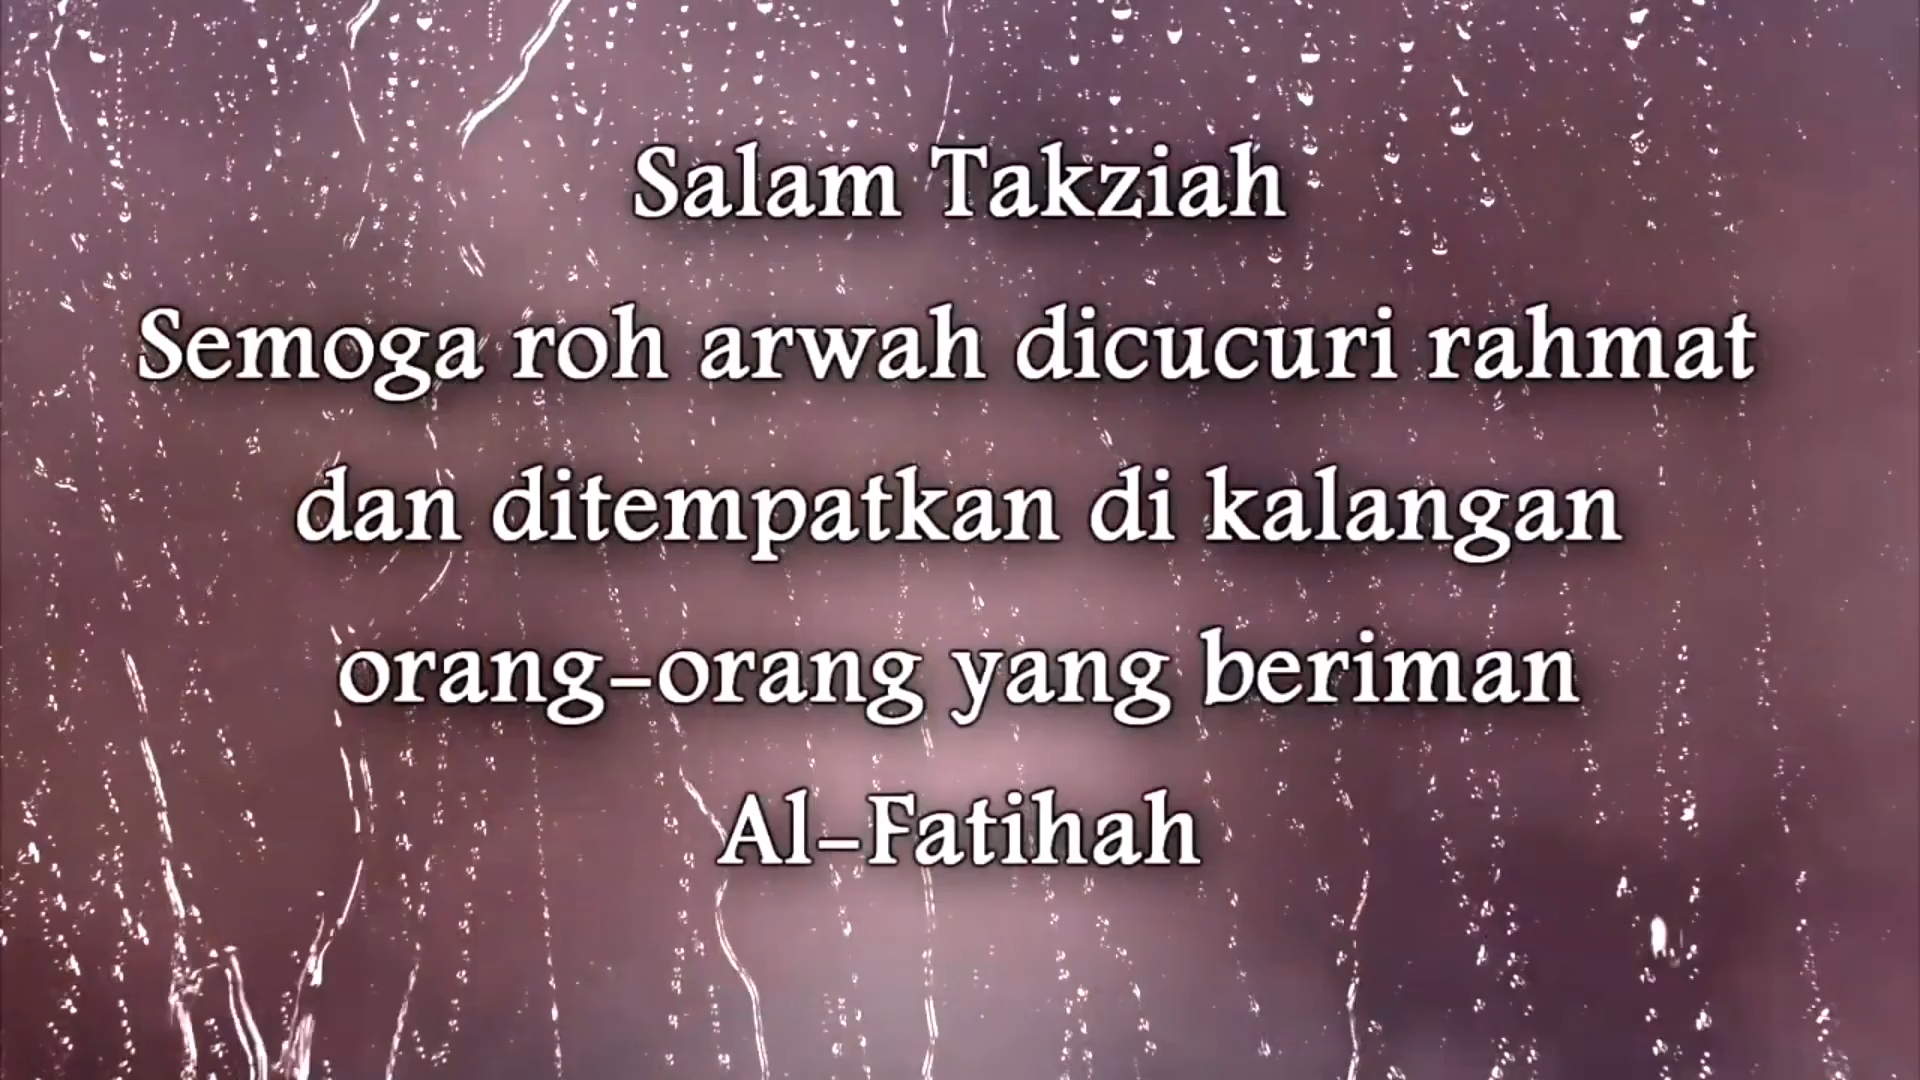 Salam Takziah
Semoga roh arwah dicucuri rahmat
dan ditempatkan di kalangan
orang-orang yang beriman
Al-Fatihah